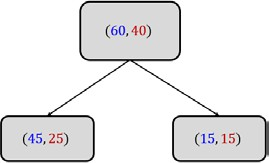 (60, 40)
(45, 25)
(15, 15)